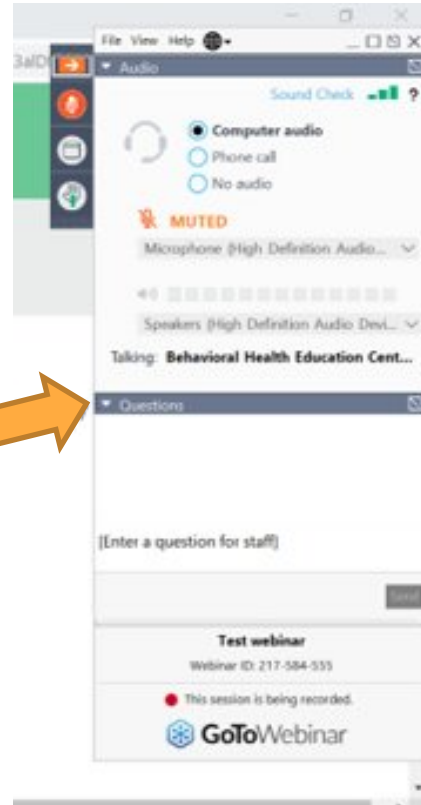 File View Help
3alD
Audio
Sound Check ?
Computer audio
Phone call
No audio
MUTED
Microphone (High Definition Audio...
Speakers (High Definition Audio Devi...
Talking: Behavioral Health Education Cent...
Questions
[Enter a question for staff]
Send
Test webinar
Webinar ID: 217-584-555
This session is being recorded.
GoToWebinar